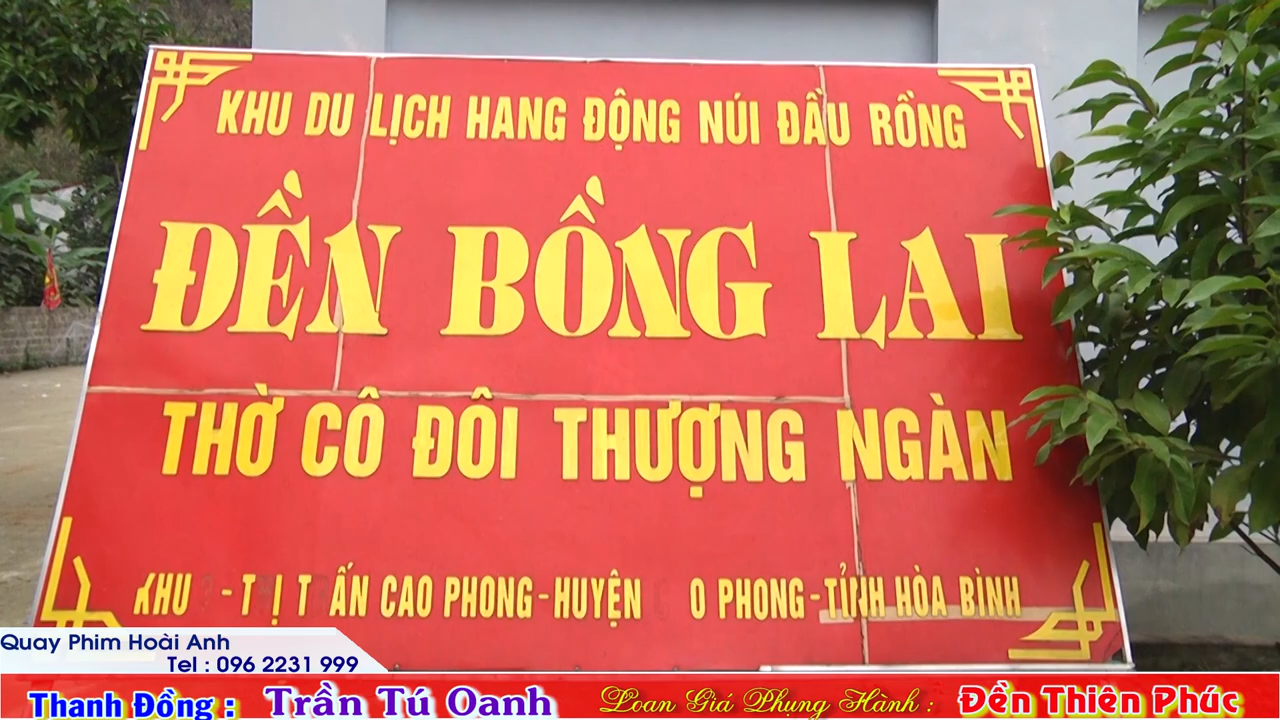 KHU DU LỊCH HANG ĐỘNG NÚI ĐẦU RỒNG
ĐỀN BỒNG LAI
THỜ CÔ ĐÔI THƯỢNG NGÀN
KHU - T Ị T ẤN CAO PHONG-HUYỆN O PHONG-TỈNH HÒA BÌNH
Quay Phim Hoài Anh
Tel : 096 2231 999
Thanh Đồng : Trần Tú Oanh Loan Giá Phụng Hành : Đền Thiên Phúc